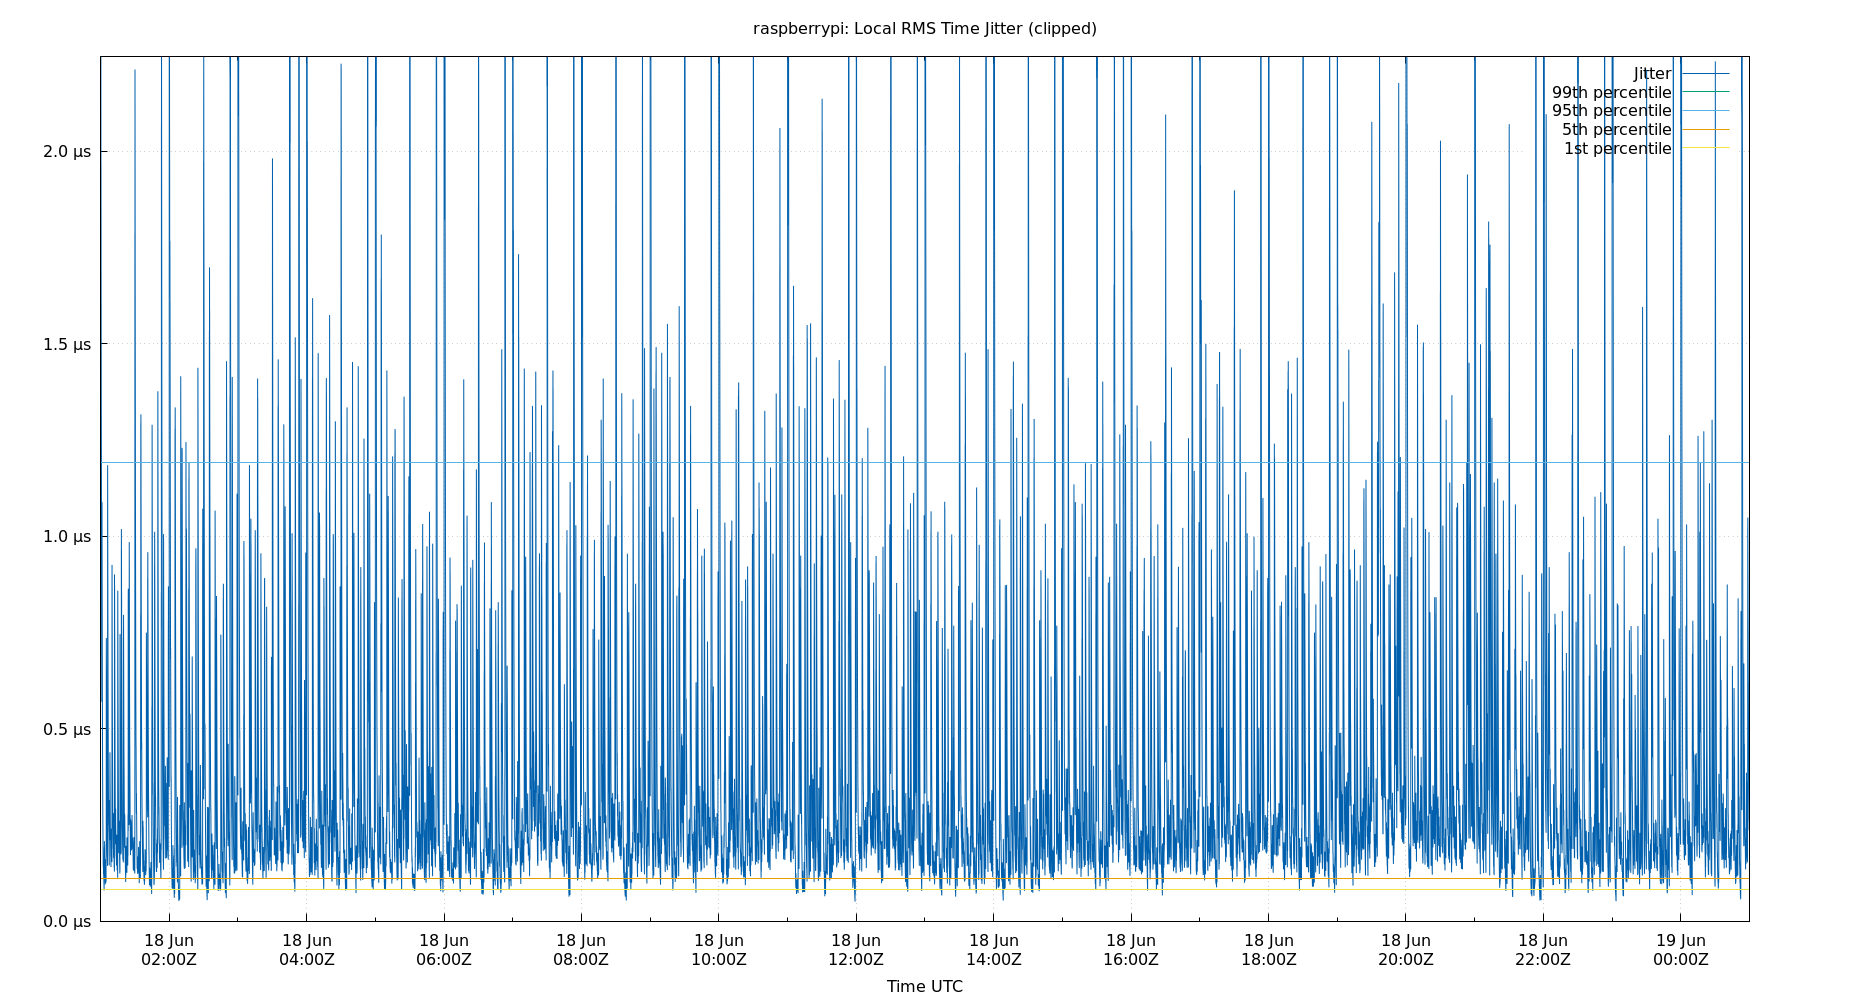 raspberrypi: Local RMS Time Jitter (clipped)
Jitter
99th percentile
95th percentile
5th percentile
1st percentile
2.0 µs
1.5 µs
1.0 µs
0.5 µs
0.0 µs
18 Jun 18 Jun 18 Jun 18 Jun 18 Jun 18 Jun 18 Jun 18 Jun 18 Jun 18 Jun 18 Jun 19 Jun
02:00Z 04:00Z 06:00Z 08:00Z 10:00Z 12:00Z 14:00Z 16:00Z 18:00Z 20:00Z 22:00Z 00:00Z
Time UTC